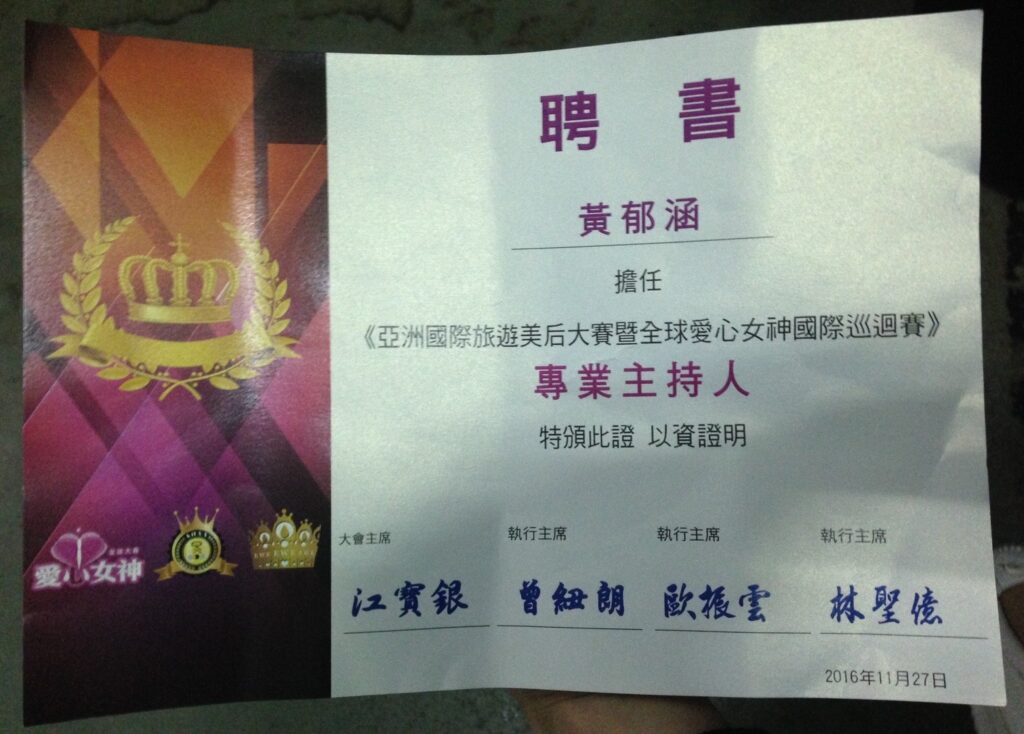 聘 書
黃郁涵
擔任
《亞洲國際旅遊美后大賽暨全球愛心女神國際巡迴賽》
專業主持人
特頒此證 以資證明
大會主席 執行主席 執行主席 執行主席
江寶銀 曾紐朗 歐振雲 林聖億
2016年11月27日
愛心女神